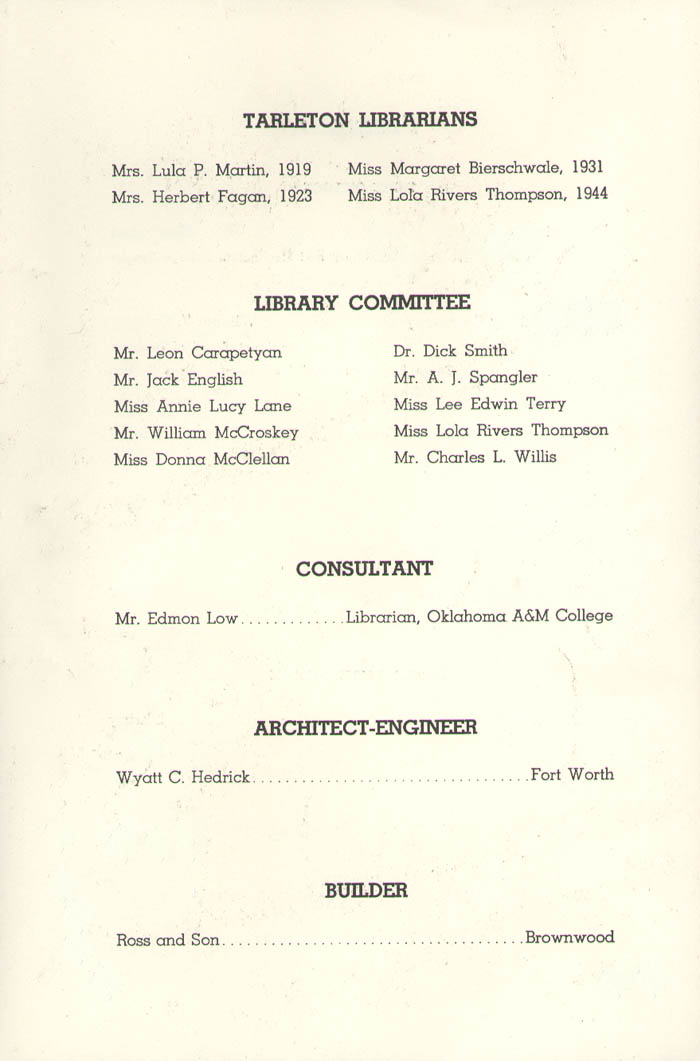 TARLETON LIBRARIANS
Mrs. Lula P. Martin, 1919 Miss Margaret Bierschwale, 1931
Mrs. Herbert Fagan, 1923 Miss Lola Rivers Thompson, 1944
LIBRARY COMMITTEE
Mr. Leon Carapetyan Dr. Dick Smith
Mr. Jack English Mr. A. J. Spangler
Miss Annie Lucy Lane Miss Lee Edwin Terry
Mr. William McCroskey Miss Lola Rivers Thompson
Miss Donna McClellan Mr. Charles L. Willis
CONSULTANT
Mr. Edmon Low.............Librarian, Oklahoma A&M College
ARCHITECT-ENGINEER
Wyatt C. Hedrick..................................Fort Worth
BUILDER
Ross and Son.....................................Brownwood